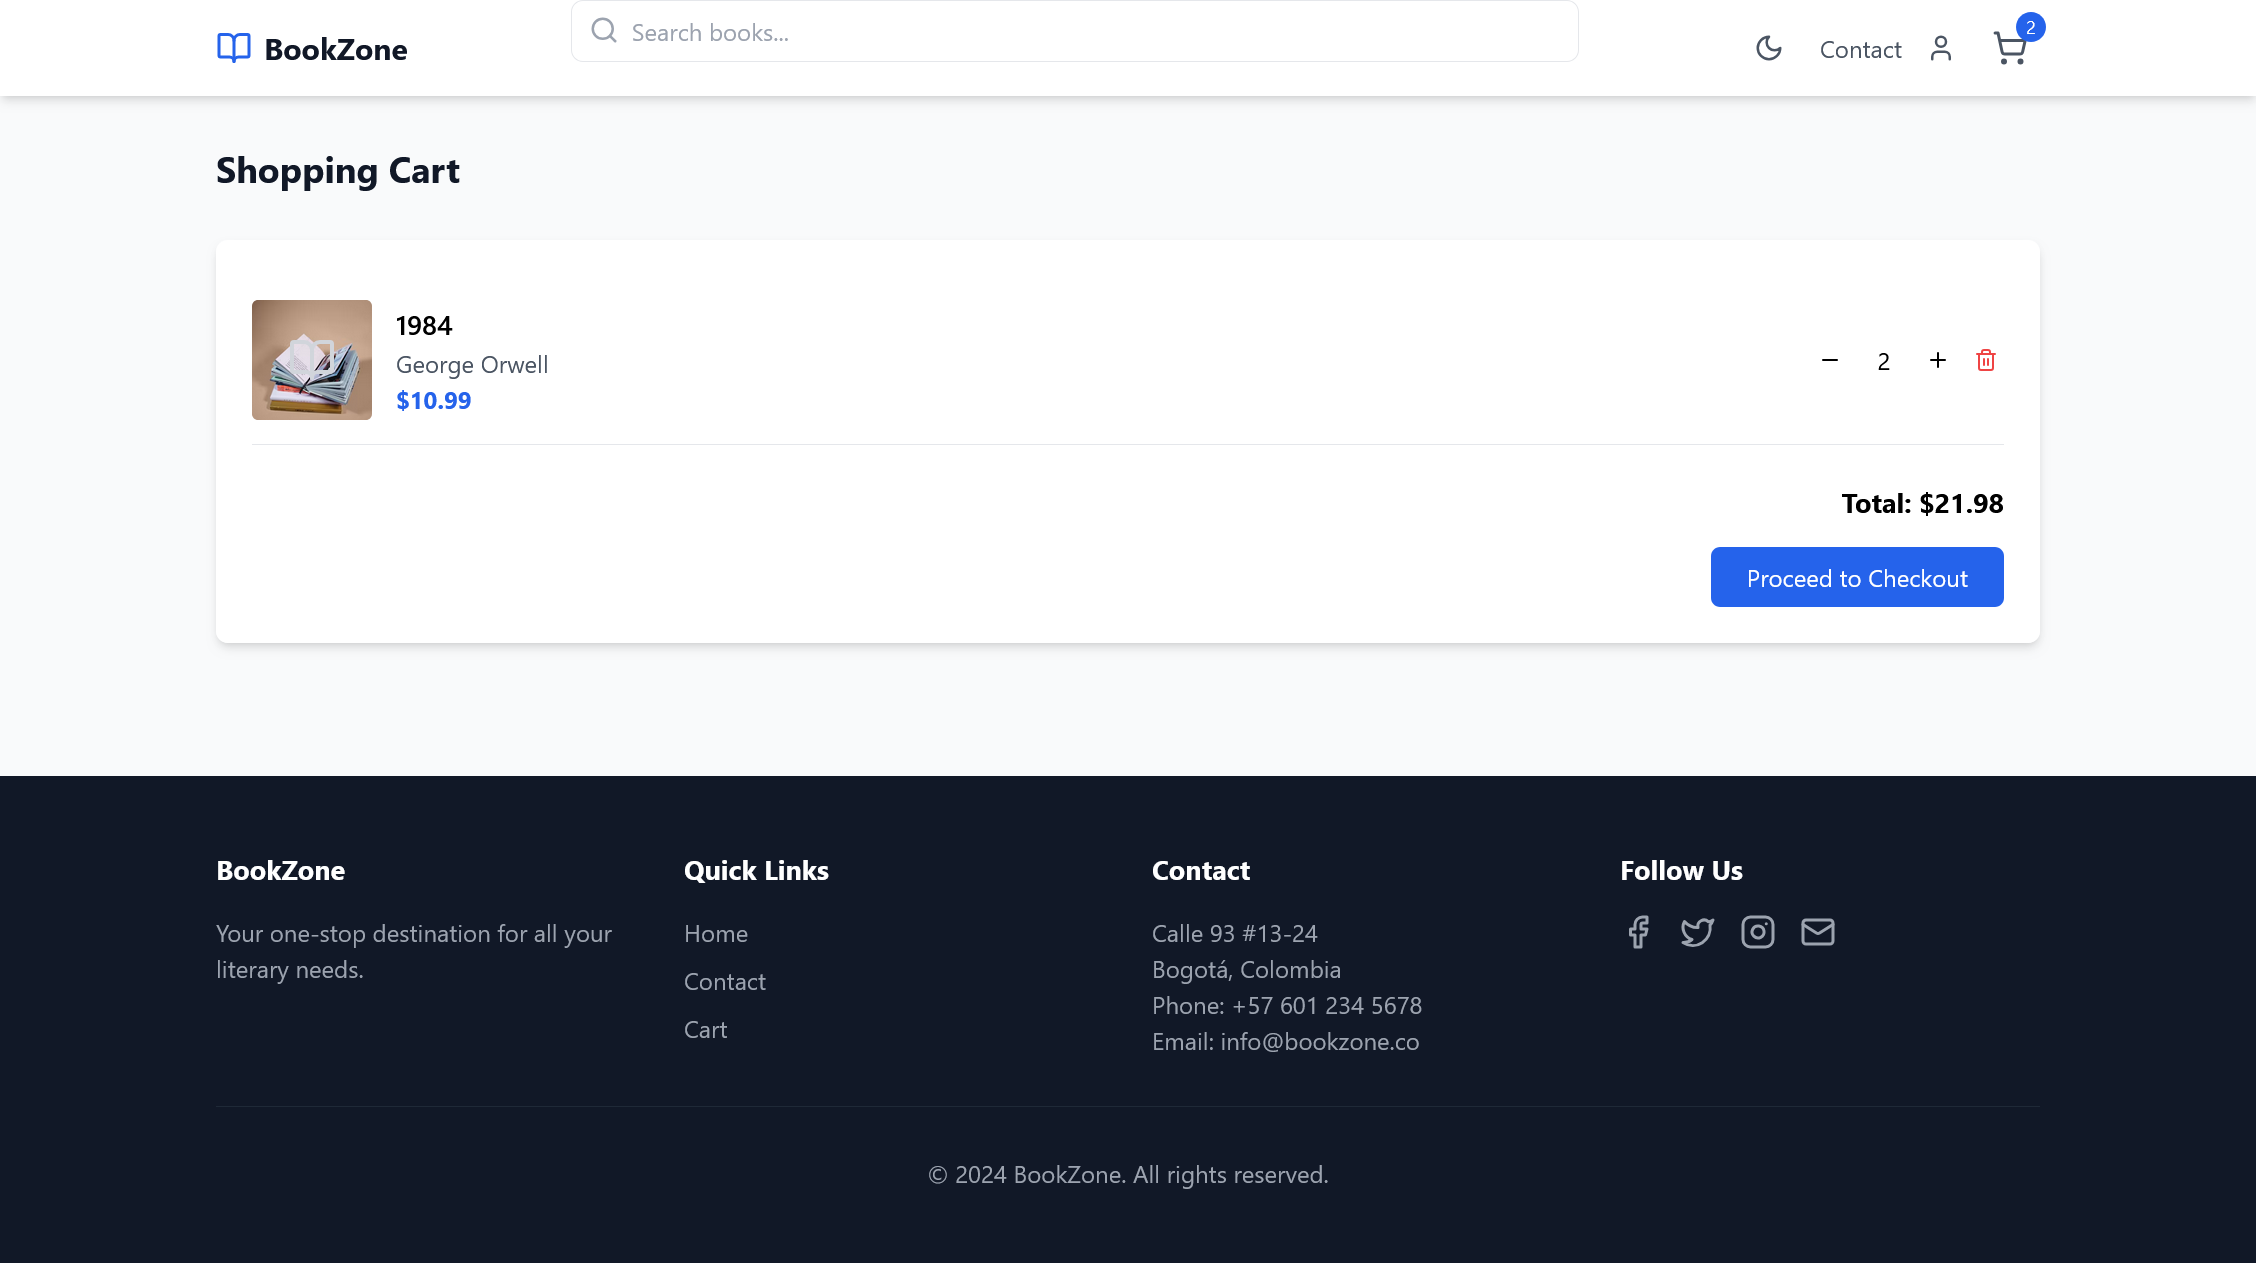 BookZone
Search books...
Contact
2
Shopping Cart
1984
George Orwell
$10.99
2
Total: $21.98
Proceed to Checkout
BookZone
Your one-stop destination for all your
literary needs.
Quick Links
Home
Contact
Cart
Contact
Calle 93 #13-24
Bogotá, Colombia
Phone: +57 601 234 5678
Email: info@bookzone.co
Follow Us
© 2024 BookZone. All rights reserved.